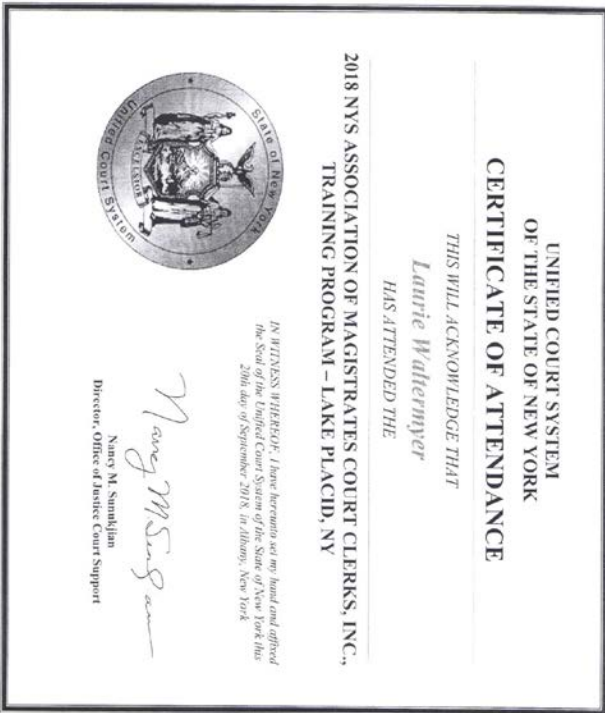 UNIFIED COURT SYSTEM
OF THE STATE OF NEW YORK
CERTIFICATE OF ATTENDANCE
THIS WILL ACKNOWLEDGE THAT
Laurie Waltermyer
HAS ATTENDED THE
2018 NYS ASSOCIATION OF MAGISTRATES COURT CLERKS, INC.,
TRAINING PROGRAM – LAKE PLACID, NY
State of New York
EXCELSIOR
Unified Court System
IN WITNESS WHEREOF, I have hereunto set my hand and affixed
the Seal of the Unified Court System of the State of New York this
20th day of September 2018, in Albany, New York
Nancy M. Sunukjian
Director, Office of Justice Court Support